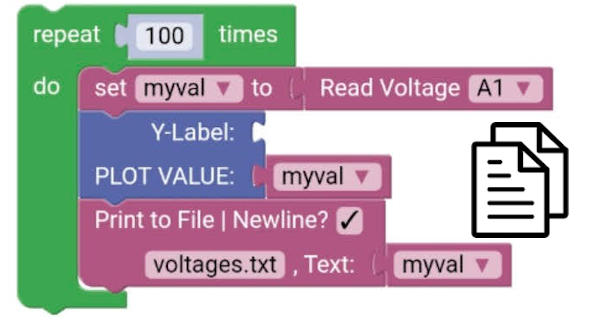 repeat 100 times
do set myval ▼ to Read Voltage A1 ▼
Y-Label:
PLOT VALUE: myval ▼
Print to File | Newline? ✓
voltages.txt , Text: myval ▼